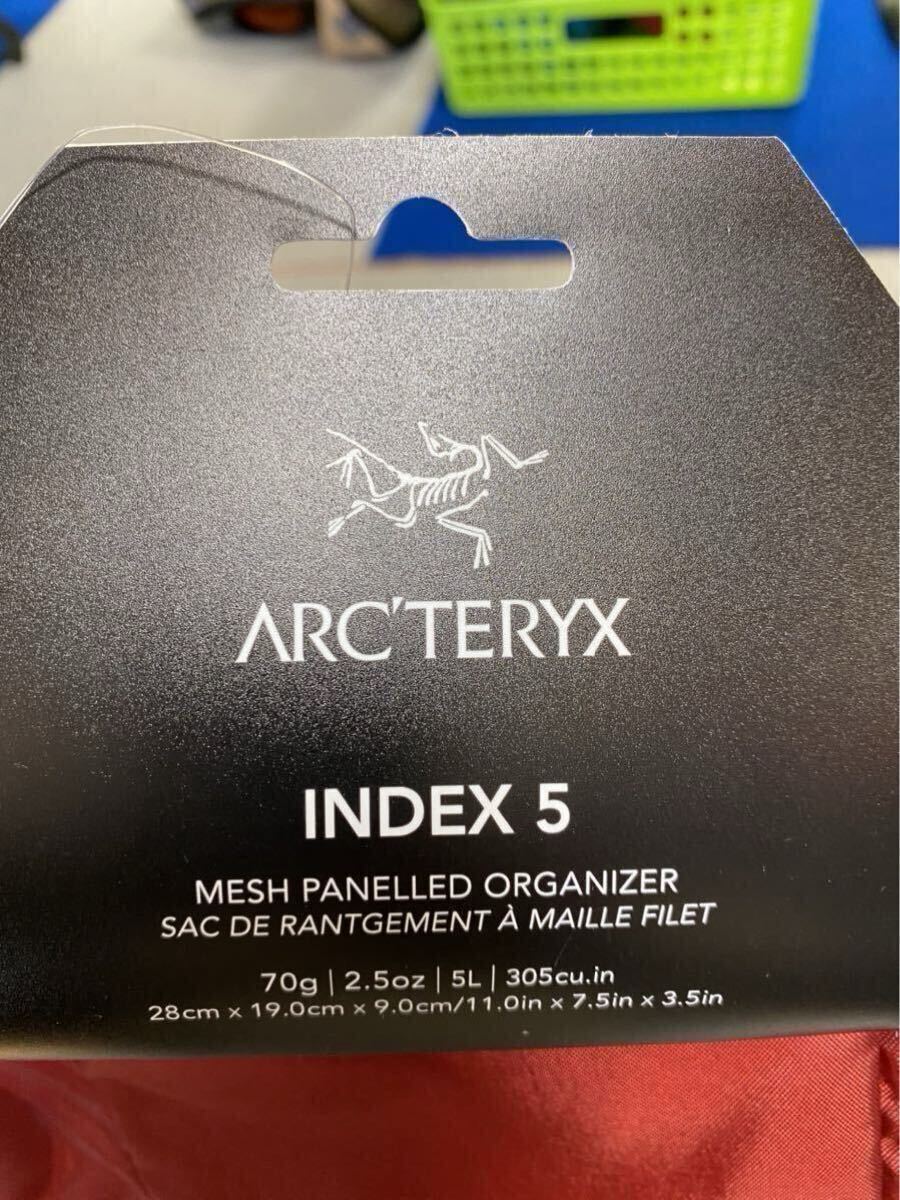 ARC'TERYX
INDEX 5
MESH PANELLED ORGANIZER
SAC DE RANTGEMENT À MAILLE FILET
70g | 2.5oz | 5L | 305cu.in
28cm x 19.0cm x 9.0cm/11.0in x 7.5in x 3.5in